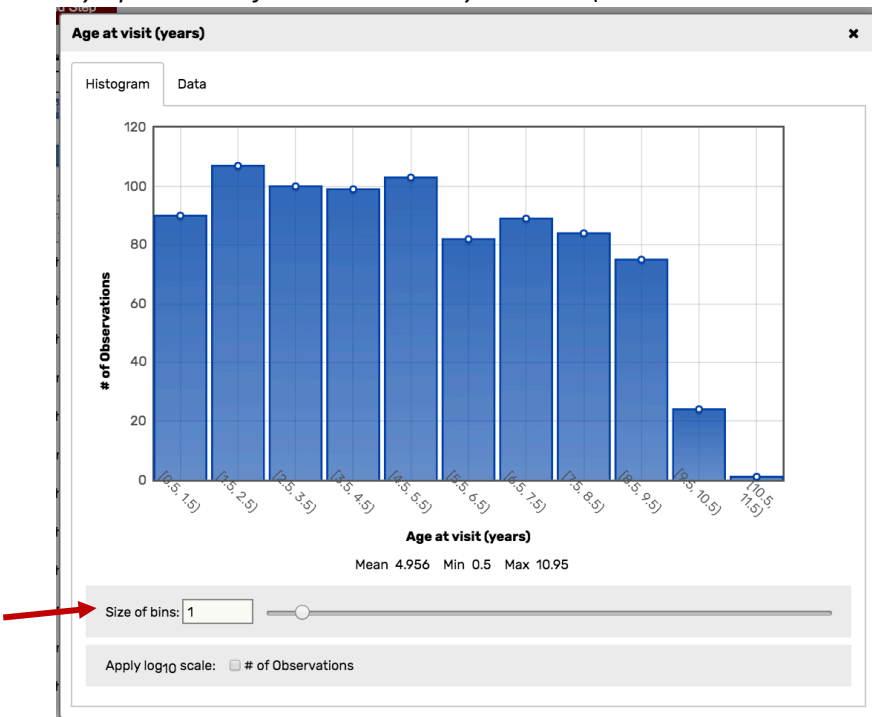 d Step
Age at visit (years) ×
Histogram Data
120
100
80
60
40
20
0
# of Observations
[0.5, 1.5) [1.5, 2.5) [2.5, 3.5) [3.5, 4.5) [4.5, 5.5) [5.5, 6.5) [6.5, 7.5) [7.5, 8.5) [8.5, 9.5) [9.5, 10.5) [10.5, 11.5)
Age at visit (years)
Mean 4.956 Min 0.5 Max 10.95
Size of bins: 1
Apply log10 scale: # of Observations